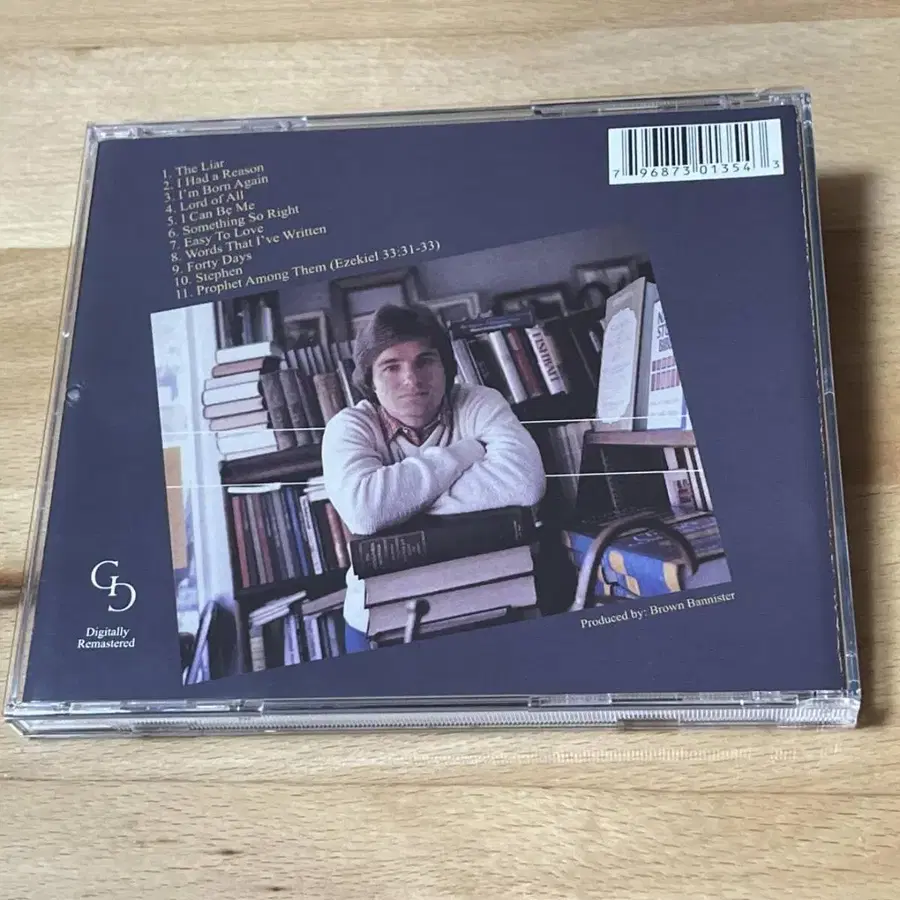 1. The Liar
2. I Had a Reason
3. I'm Born Again
4. Lord of All
5. I Can Be Me
6. Something So Right
7. Easy To Love
8. Words That I've Written
9. Forty Days
10. Stephen
11. Prophet Among Them (Ezekiel 33:31-33)
7 96873 01354 3
FISHBAIT
Produced by: Brown Bannister
Digitally
Remastered